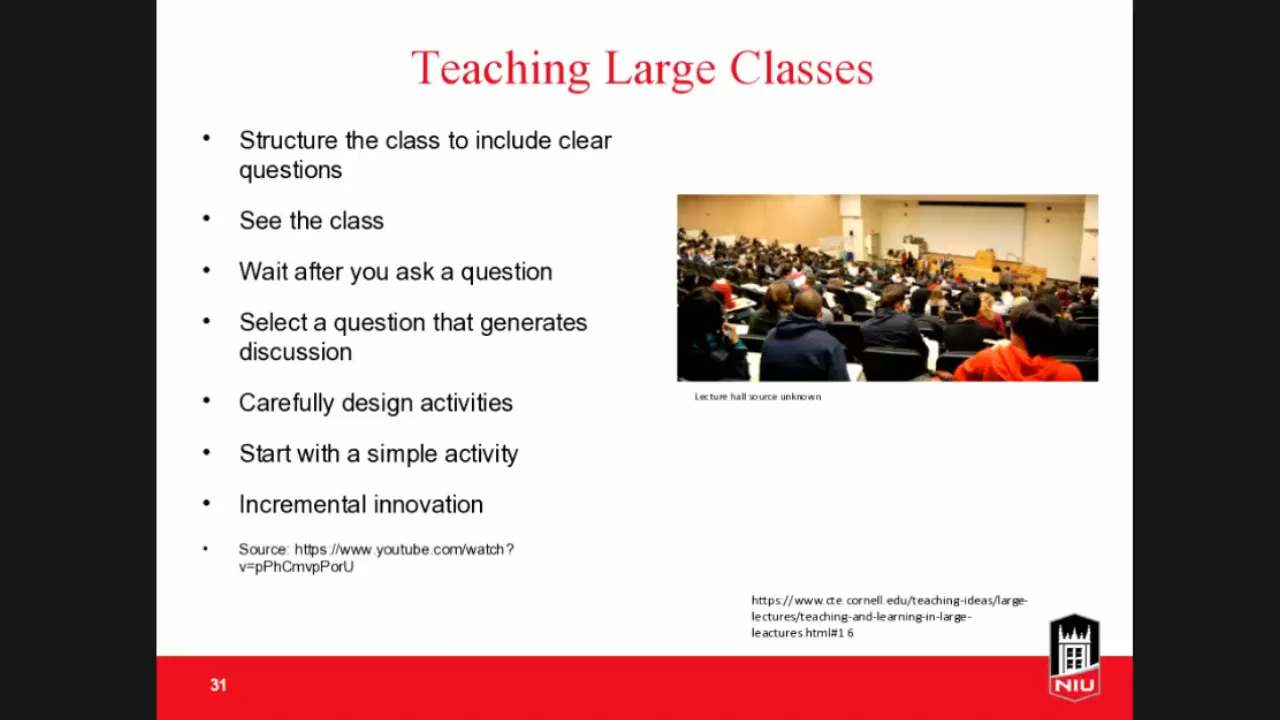 Teaching Large Classes
• Structure the class to include clear
questions
• See the class
• Wait after you ask a question
• Select a question that generates
discussion
• Carefully design activities
• Start with a simple activity
• Incremental innovation
• Source: https://www.youtube.com/watch?
v=pPhCmvpPorU
Lecture hall source unknown
https://www.cte.cornell.edu/teaching-ideas/large-
lectures/teaching-and-learning-in-large-
leactures.html#1 6
31
NIU